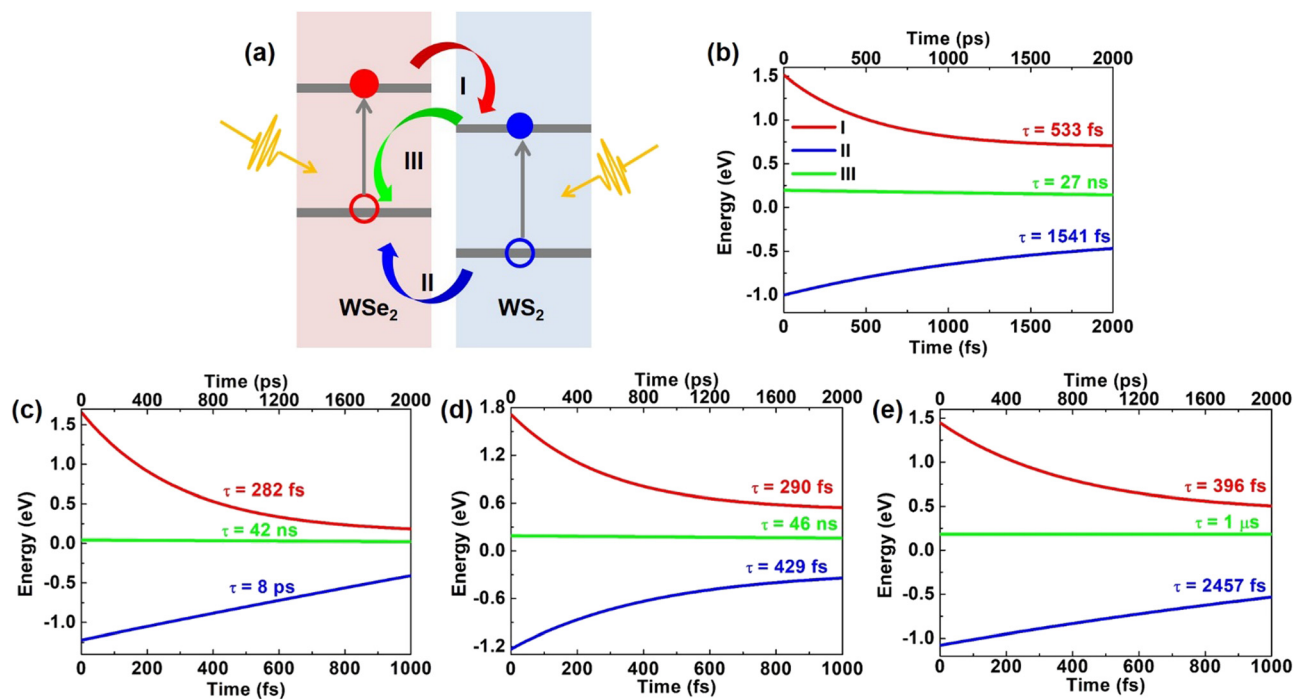 (a)
I
III
II
WSe₂
WS₂
(b)
Time (ps)
0 500 1000 1500 2000
Energy (eV)
1.5
1.0
0.5
0.0
-0.5
-1.0
I
II
III
τ = 533 fs
τ = 27 ns
τ = 1541 fs
0 500 1000 1500 2000
Time (fs)
(c)
Time (ps)
0 400 800 1200 1600 2000
Energy (eV)
1.5
1.0
0.5
0.0
-0.5
-1.0
τ = 282 fs
τ = 42 ns
τ = 8 ps
0 200 400 600 800 1000
Time (fs)
(d)
Time (ps)
0 400 800 1200 1600 2000
Energy (eV)
1.8
1.2
0.6
0.0
-0.6
-1.2
τ = 290 fs
τ = 46 ns
τ = 429 fs
0 200 400 600 800 1000
Time (fs)
(e)
Time (ps)
0 400 800 1200 1600 2000
Energy (eV)
1.5
1.0
0.5
0.0
-0.5
-1.0
τ = 396 fs
τ = 1 μs
τ = 2457 fs
0 200 400 600 800 1000
Time (fs)